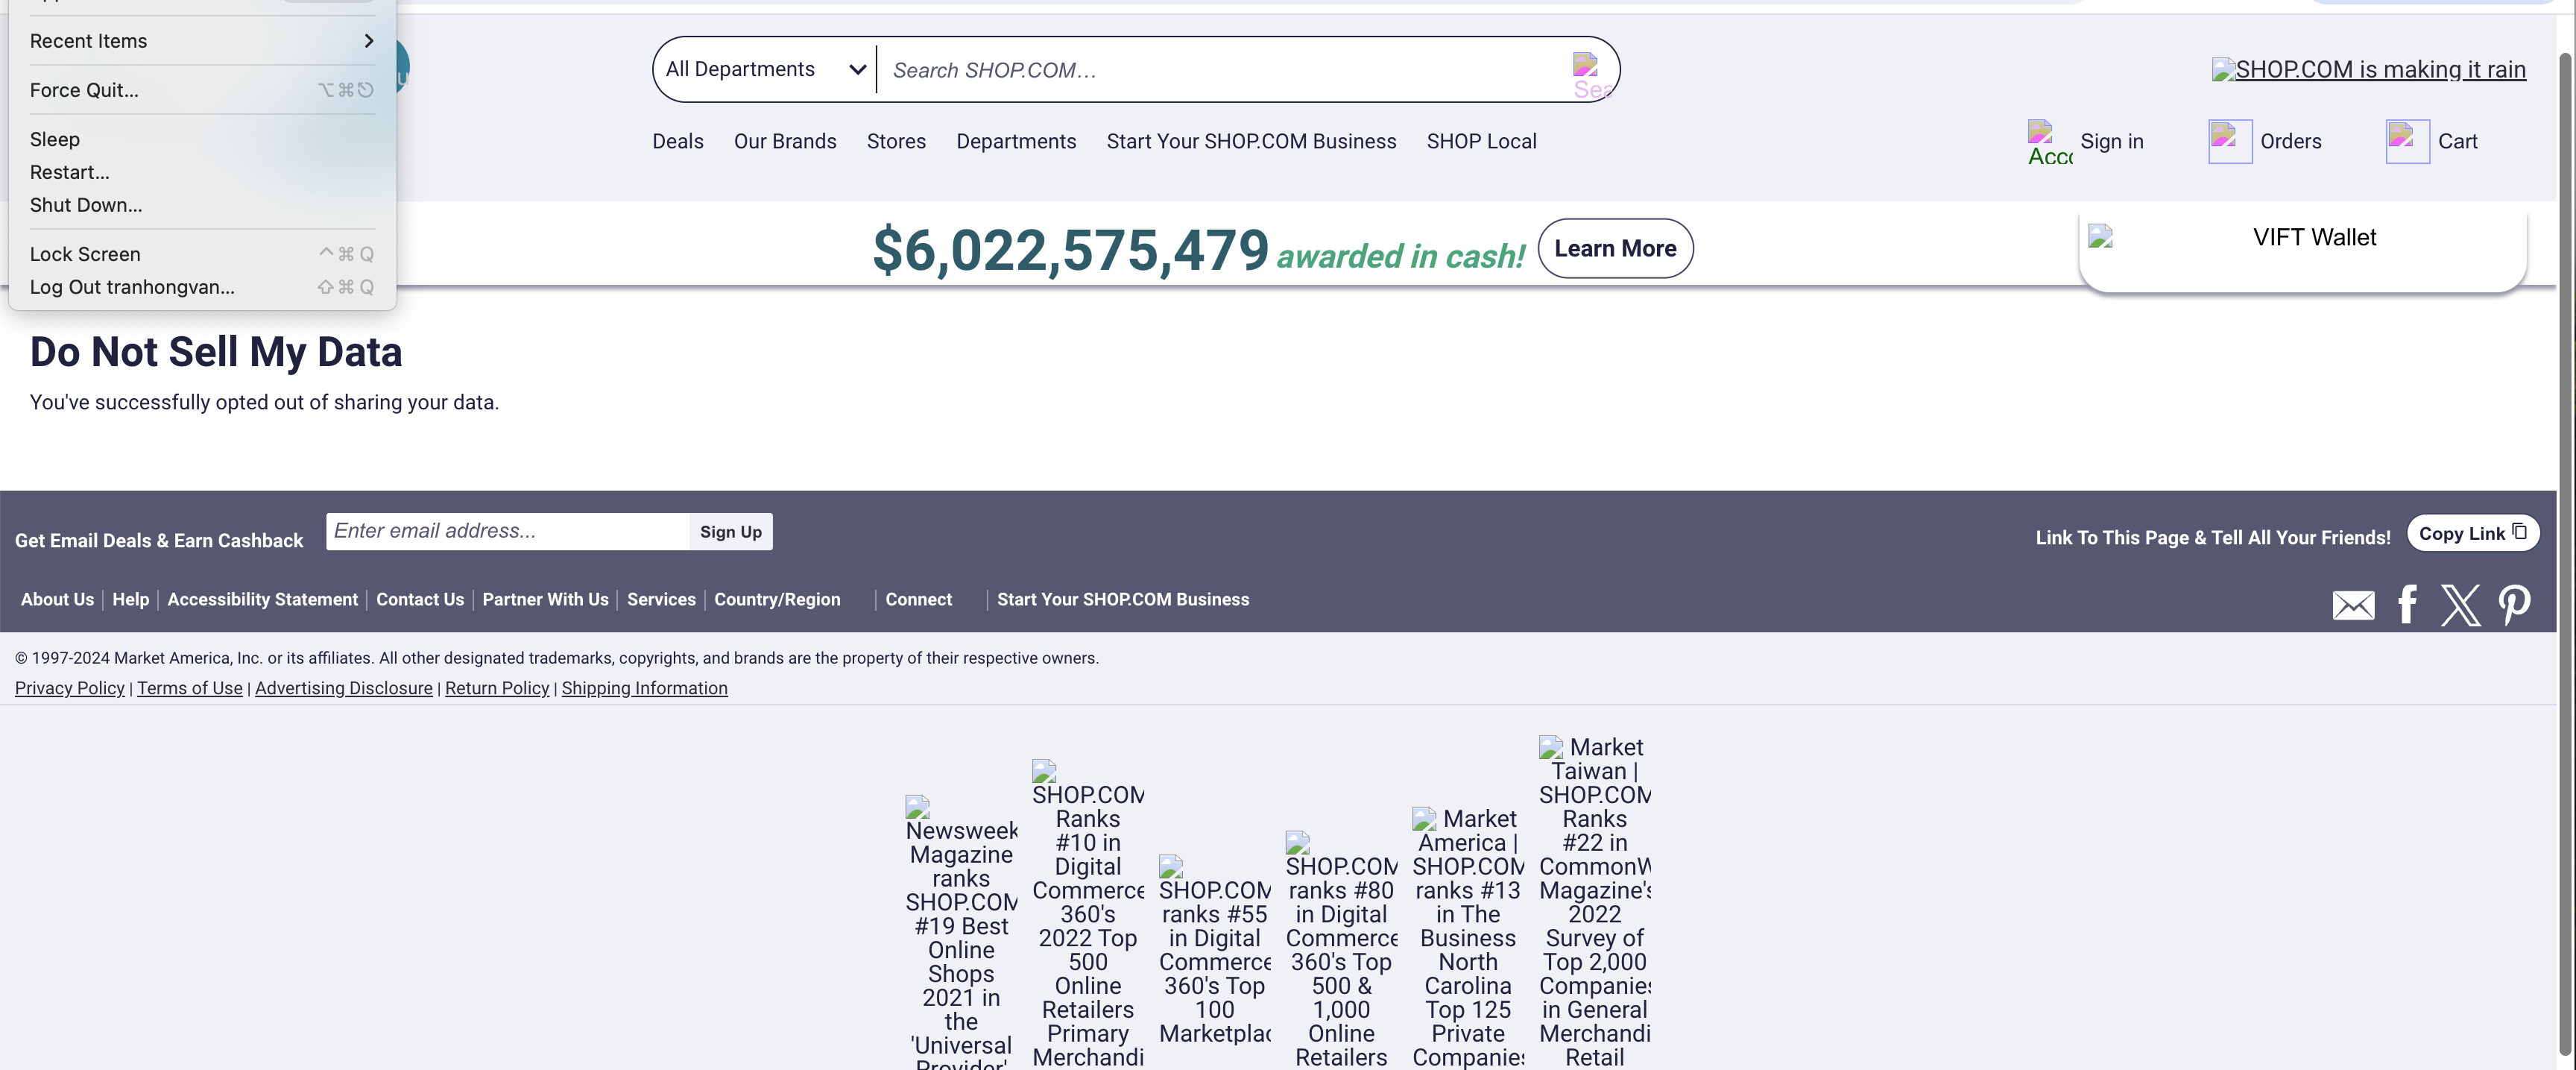 Recent Items
Force Quit... ⌥⌘⎋
Sleep
Restart...
Shut Down...
Lock Screen ^⌘Q
Log Out tranhongvan... ⇧⌘Q
All Departments
Search SHOP.COM...
SHOP.COM is making it rain
Deals Our Brands Stores Departments Start Your SHOP.COM Business SHOP Local
Sign in Orders Cart
$6,022,575,479 awarded in cash! Learn More
VIFT Wallet
Do Not Sell My Data
You've successfully opted out of sharing your data.
Get Email Deals & Earn Cashback Enter email address... Sign Up
Link To This Page & Tell All Your Friends! Copy Link
About Us | Help | Accessibility Statement | Contact Us | Partner With Us | Services | Country/Region | Connect | Start Your SHOP.COM Business
© 1997-2024 Market America, Inc. or its affiliates. All other designated trademarks, copyrights, and brands are the property of their respective owners.
Privacy Policy | Terms of Use | Advertising Disclosure | Return Policy | Shipping Information
Newsweek
Magazine
ranks
SHOP.COM
#19 Best
Online
Shops
2021 in
the
'Universal
Provider'
SHOP.COM
Ranks
#10 in
Digital
Commerce
360's
2022 Top
500
Online
Retailers
Primary
Merchandi
SHOP.COM
ranks #55
in Digital
Commerce
360's Top
100
Marketplac
SHOP.COM
ranks #80
in Digital
Commerce
360's Top
500 &
1,000
Online
Retailers
Market
America |
SHOP.COM
ranks #13
in The
Business
North
Carolina
Top 125
Private
Companies
Market
Taiwan |
SHOP.COM
Ranks
#22 in
CommonW
Magazine's
2022
Survey of
Top 2,000
Companies
in General
Merchandi
Retail